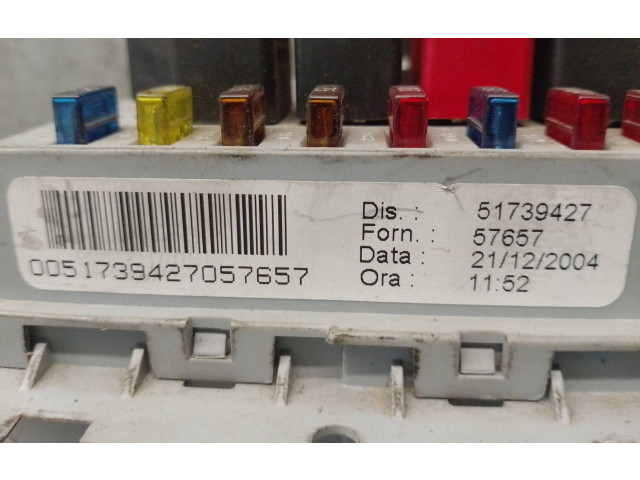 Dis. : 51739427
Forn. : 57657
Data : 21/12/2004
Ora : 11:52
0051739427057657